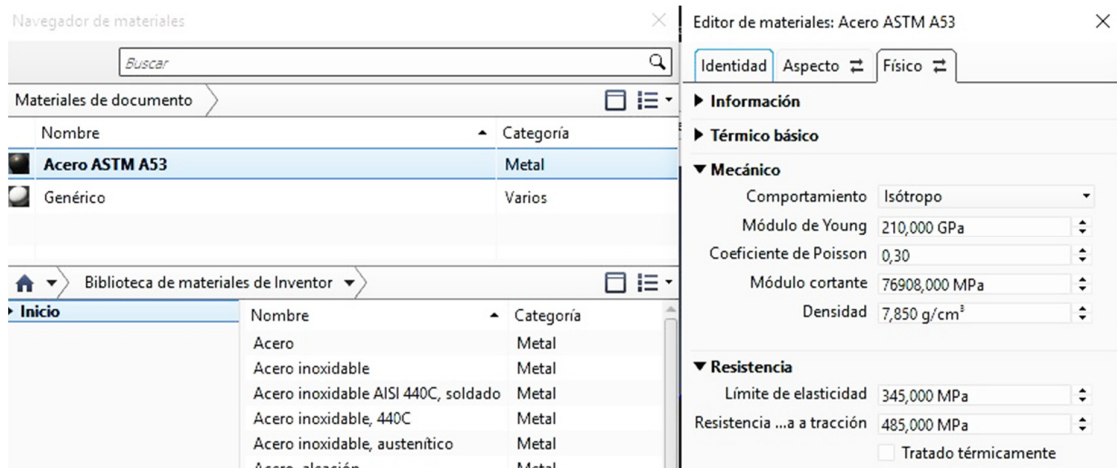 Navegador de materiales
Buscar
Materiales de documento
Nombre Categoría
Acero ASTM A53 Metal
Genérico Varios
Biblioteca de materiales de Inventor
Inicio
Nombre Categoría
Acero Metal
Acero inoxidable Metal
Acero inoxidable AISI 440C, soldado Metal
Acero inoxidable, 440C Metal
Acero inoxidable, austenítico Metal
Acero, aleación Metal
Editor de materiales: Acero ASTM A53
Identidad Aspecto Físico
Información
Térmico básico
Mecánico
Comportamiento Isótropo
Módulo de Young 210,000 GPa
Coeficiente de Poisson 0,30
Módulo cortante 76908,000 MPa
Densidad 7,850 g/cm³
Resistencia
Límite de elasticidad 345,000 MPa
Resistencia ...a a tracción 485,000 MPa
Tratado térmicamente